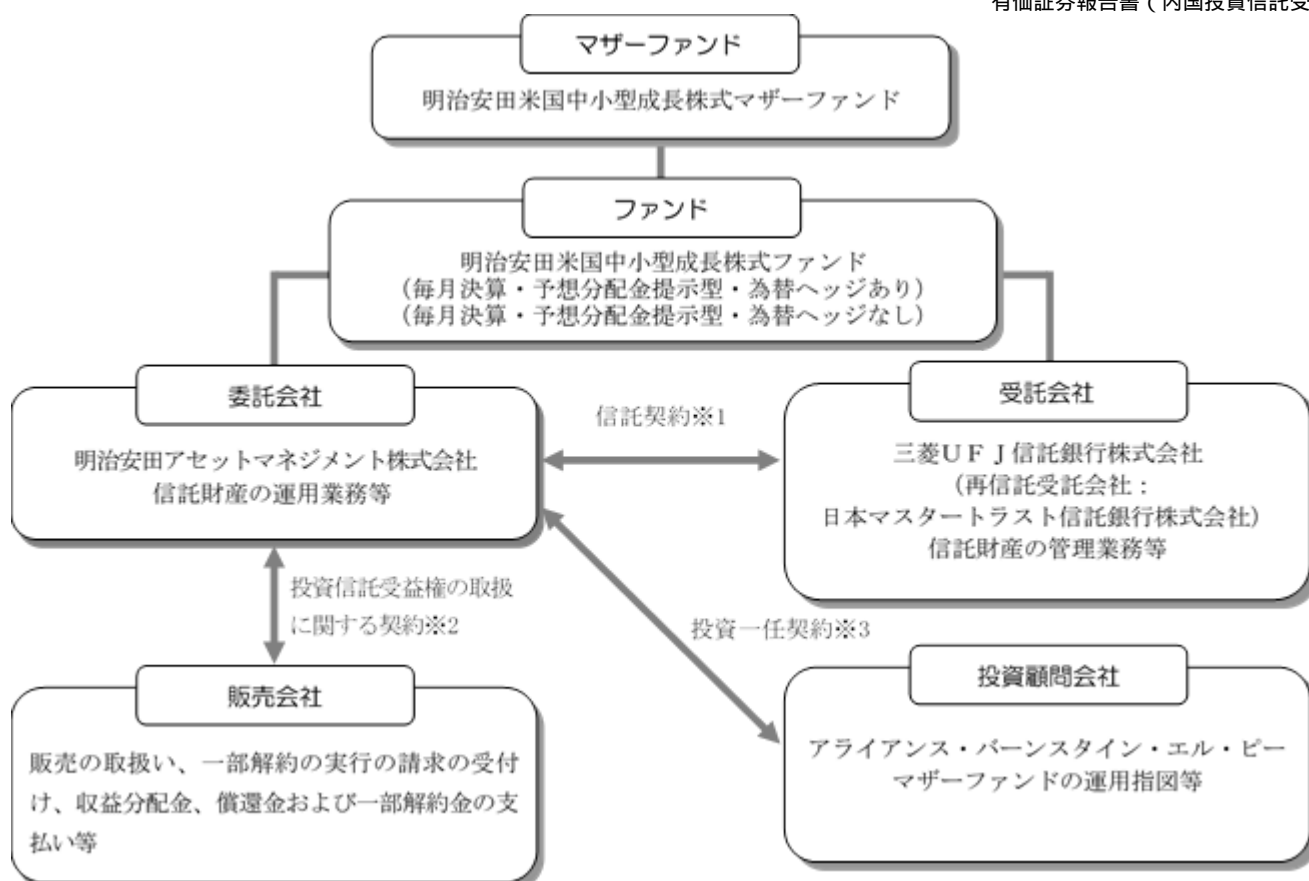 有価証券報告書（内国投資信託受
マザーファンド
明治安田米国中小型成長株式マザーファンド
ファンド
明治安田米国中小型成長株式ファンド
（毎月決算・予想分配金提示型・為替ヘッジあり）
（毎月決算・予想分配金提示型・為替ヘッジなし）
委託会社
明治安田アセットマネジメント株式会社
信託財産の運用業務等
信託契約※1
受託会社
三菱ＵＦＪ信託銀行株式会社
（再信託受託会社：
日本マスタートラスト信託銀行株式会社）
信託財産の管理業務等
投資信託受益権の取扱
に関する契約※2
投資一任契約※3
販売会社
販売の取扱い、一部解約の実行の請求の受付
け、収益分配金、償還金および一部解約金の支
払い等
投資顧問会社
アライアンス・バーンスタイン・エル・ピー
マザーファンドの運用指図等